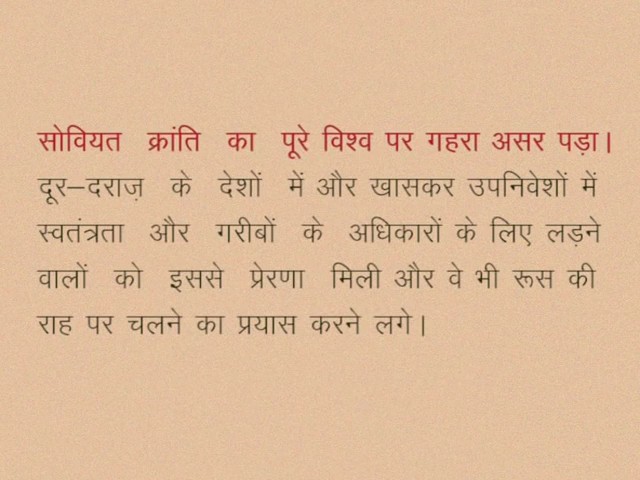 सोवियत क्रांति का पूरे विश्व पर गहरा असर पड़ा।
दूर–दराज़ के देशों में और खासकर उपनिवेशों में
स्वतंत्रता और गरीबों के अधिकारों के लिए लड़ने
वालों को इससे प्रेरणा मिली और वे भी रूस की
राह पर चलने का प्रयास करने लगे।